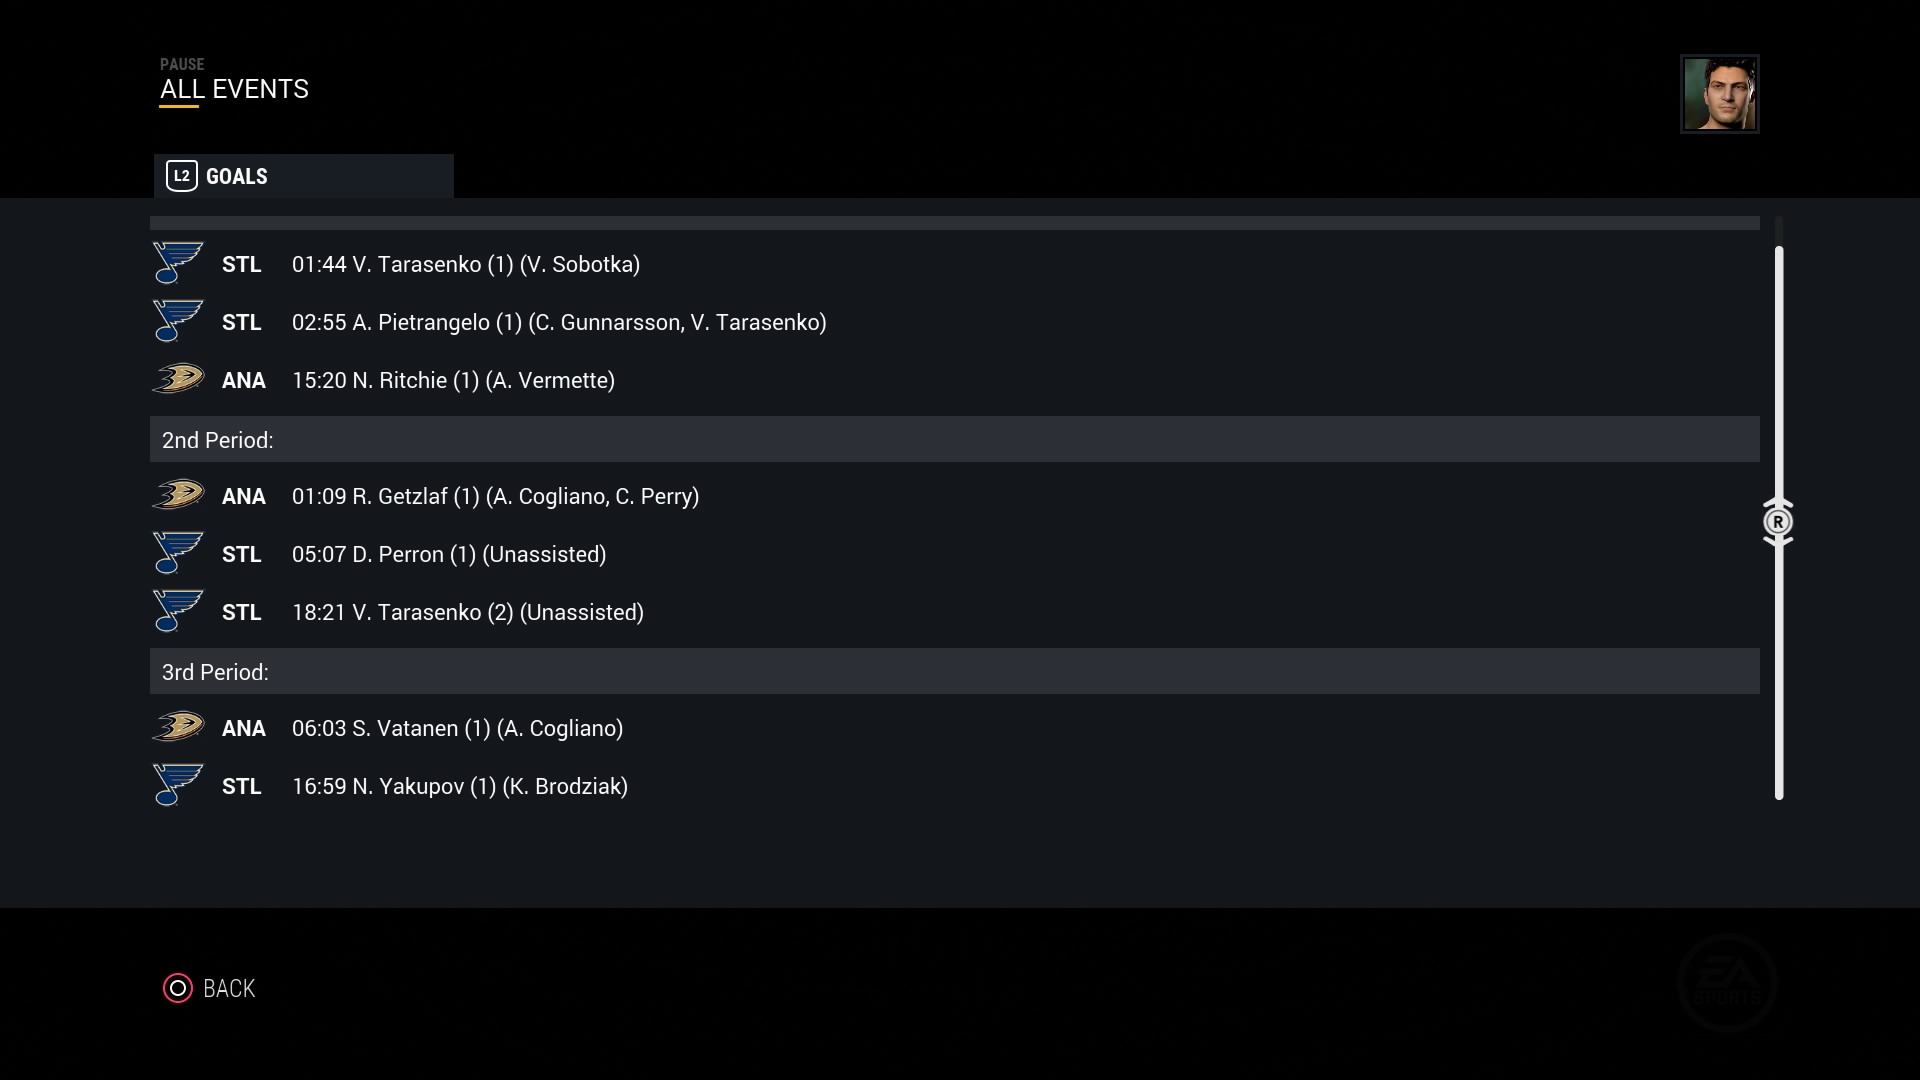 PAUSE
ALL EVENTS
L2 GOALS
STL 01:44 V. Tarasenko (1) (V. Sobotka)
STL 02:55 A. Pietrangelo (1) (C. Gunnarsson, V. Tarasenko)
ANA 15:20 N. Ritchie (1) (A. Vermette)
2nd Period:
ANA 01:09 R. Getzlaf (1) (A. Cogliano, C. Perry)
STL 05:07 D. Perron (1) (Unassisted)
R
STL 18:21 V. Tarasenko (2) (Unassisted)
3rd Period:
ANA 06:03 S. Vatanen (1) (A. Cogliano)
STL 16:59 N. Yakupov (1) (K. Brodziak)
BACK
EA
SPORTS